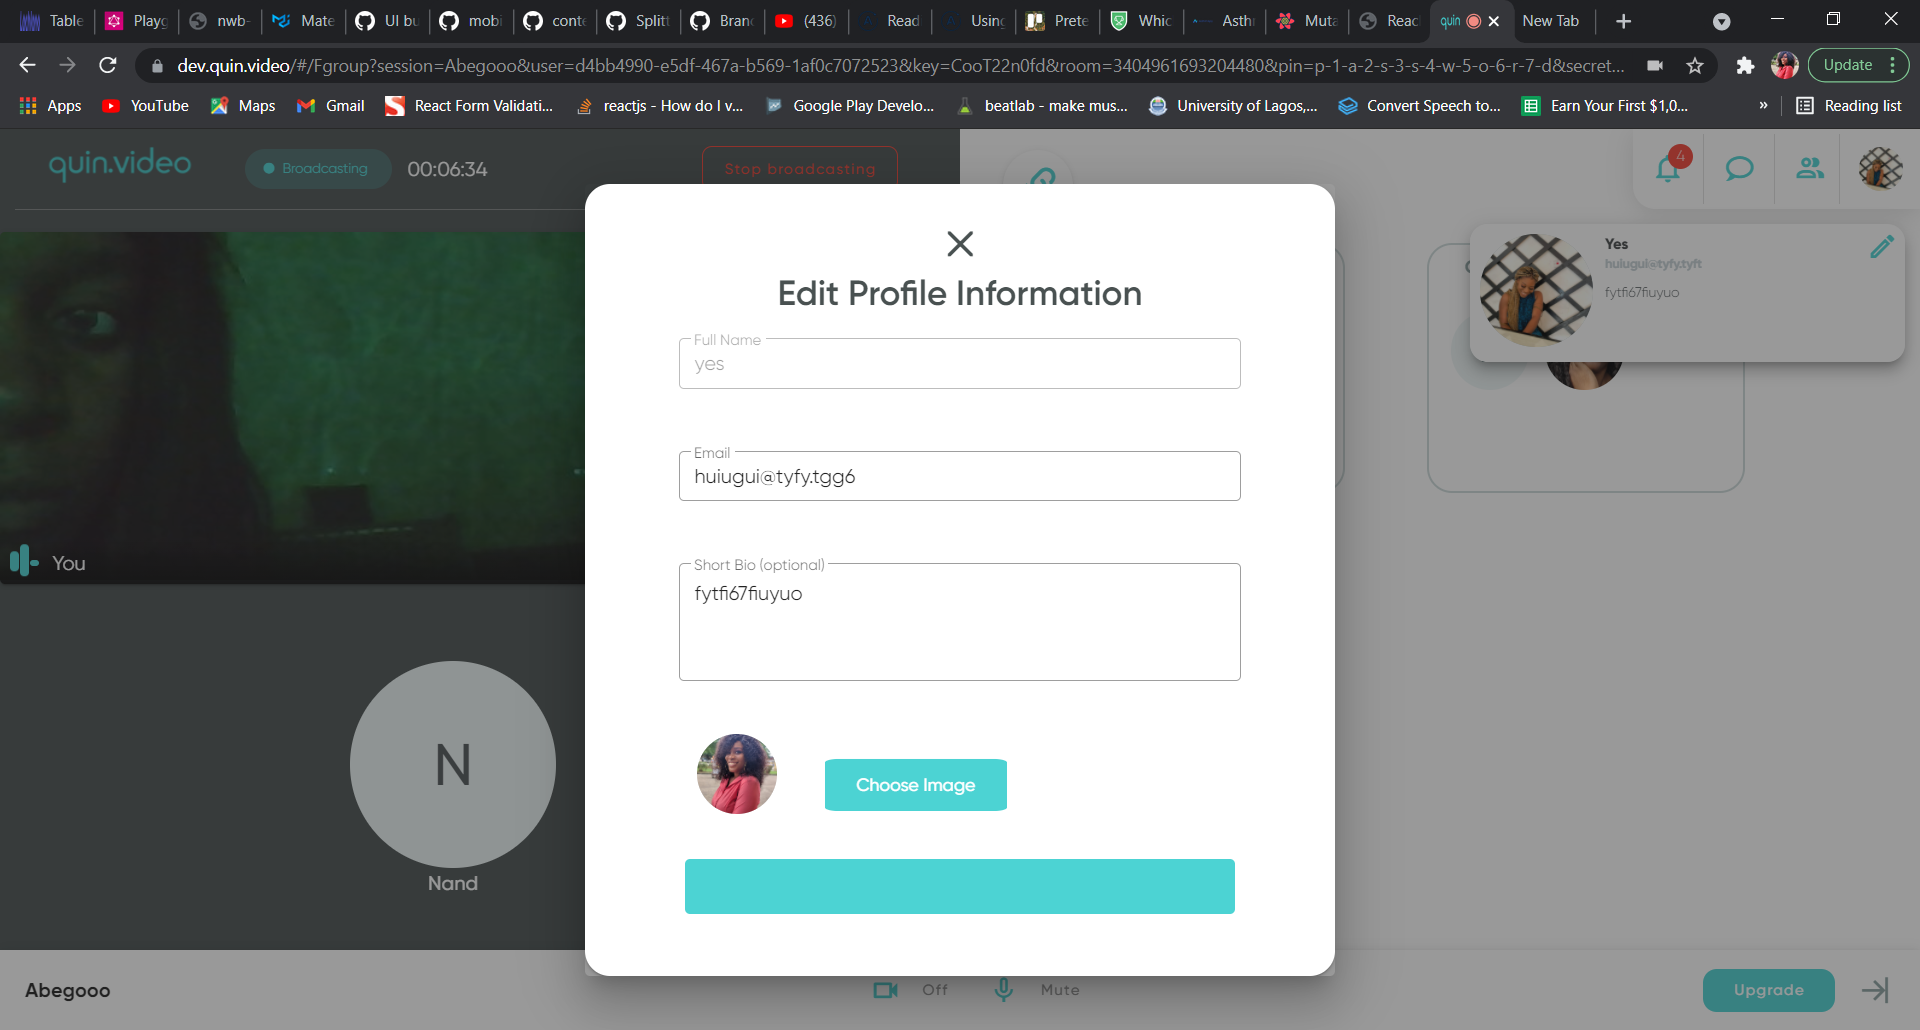 Table
Playg
nwb-
Mate
UI bu
mobi
conte
Splitt
Branc
(436)
Read
Using
Prete
Whic
Asthr
Muta
Reac
quin
New Tab
dev.quin.video/#/Fgroup?session=Abegooo&user=d4bb4990-e5df-467a-b569-1af0c7072523&key=CooT22n0fd&room=3404961693204480&pin=p-1-a-2-s-3-s-4-w-5-o-6-r-7-d&secret...
Update
Apps
YouTube
Maps
Gmail
React Form Validati...
reactjs - How do I v...
Google Play Develo...
beatlab - make mus...
University of Lagos,...
Convert Speech to...
Earn Your First $1,0...
»
Reading list
quin.video
Broadcasting
00:06:34
Stop broadcasting
4
Yes
huiugui@tyfy.tyft
fytfi67fiuyuo
Edit Profile Information
Full Name
yes
Email
huiugui@tyfy.tgg6
Short Bio (optional)
fytfi67fiuyuo
You
Choose Image
N
Nand
Abegooo
Off
Mute
Upgrade